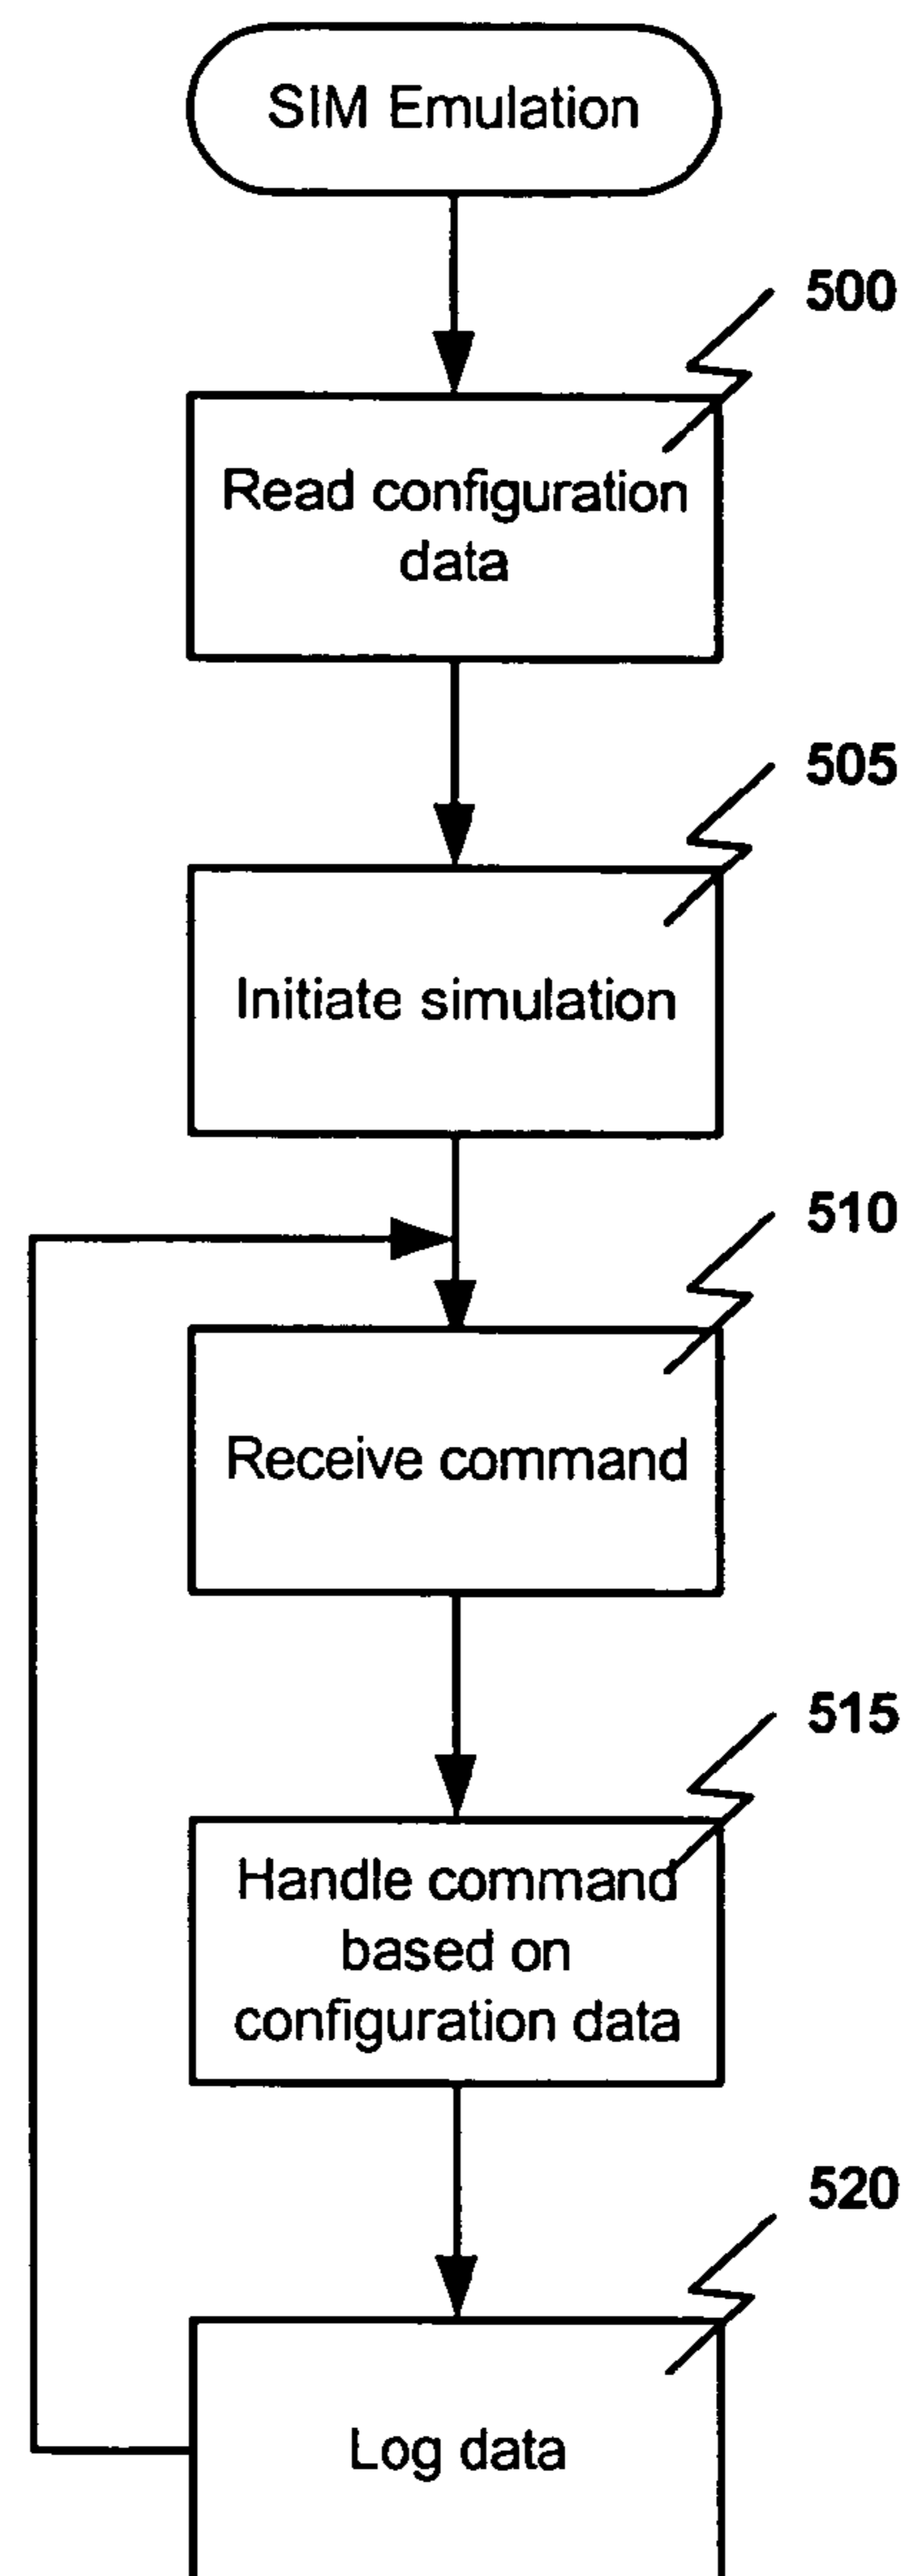 SIM Emulation
500
Read configuration
data
505
Initiate simulation
510
Receive command
515
Handle command
based on
configuration data
520
Log data